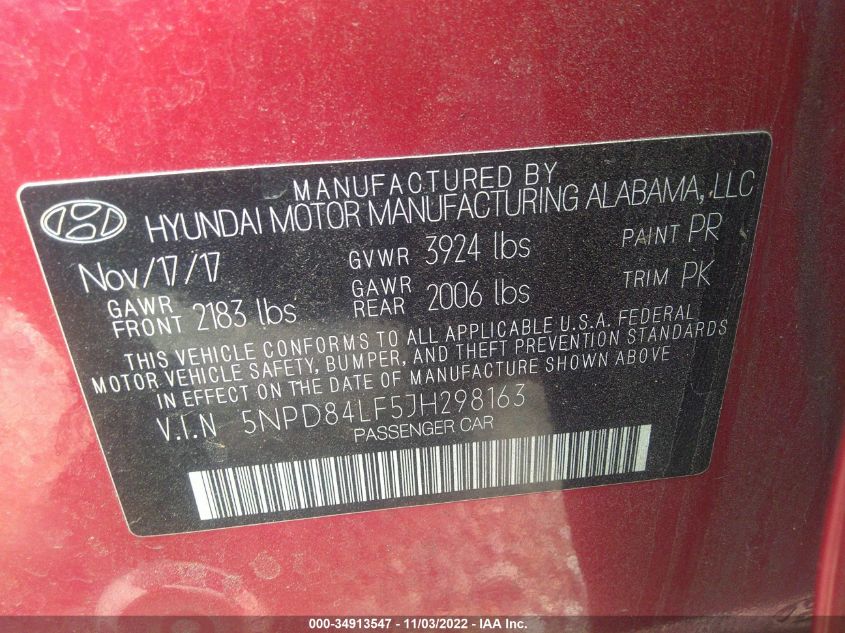 MANUFACTURED BY
HYUNDAI MOTOR MANUFACTURING ALABAMA, LLC
Nov/17/17 GVWR 3924 lbs PAINT PR
GAWR FRONT 2183 lbs GAWR REAR 2006 lbs TRIM PK
THIS VEHICLE CONFORMS TO ALL APPLICABLE U.S.A. FEDERAL
MOTOR VEHICLE SAFETY, BUMPER, AND THEFT PREVENTION STANDARDS
IN EFFECT ON THE DATE OF MANUFACTURE SHOWN ABOVE
V.I.N 5NPD84LF5JH298163
PASSENGER CAR
000-34913547 - 11/03/2022 - IAA Inc.